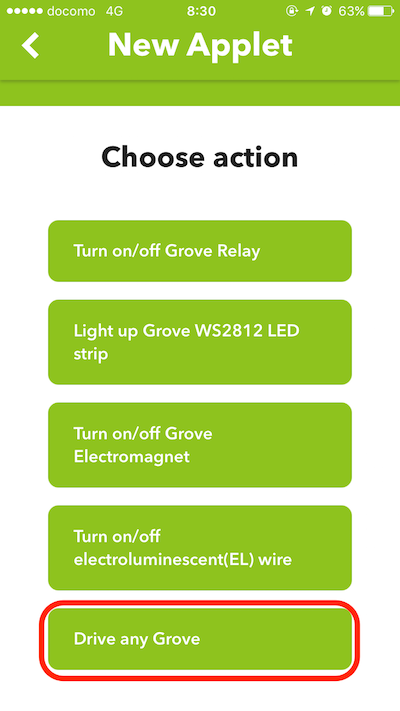 docomo 4G 8:30 63%
New Applet
Choose action
Turn on/off Grove Relay
Light up Grove WS2812 LED
strip
Turn on/off Grove
Electromagnet
Turn on/off
electroluminescent(EL) wire
Drive any Grove